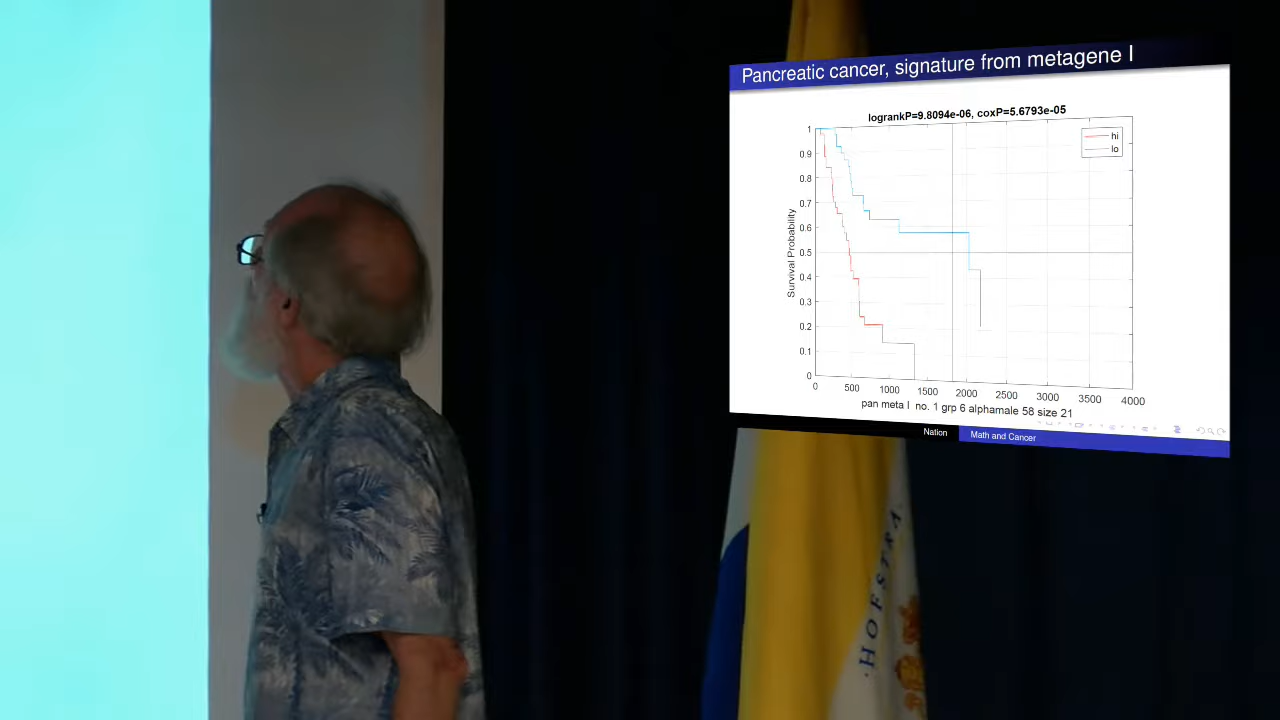 Pancreatic cancer, signature from metagene I
logrankP=9.8094e-06, coxP=5.6793e-05
hi
lo
1
0.9
0.8
0.7
0.6
0.5
0.4
0.3
0.2
0.1
0
Survival Probability
0 500 1000 1500 2000 2500 3000 3500 4000
pan meta I no. 1 grp 6 alphamale 58 size 21
Nation Math and Cancer
HOFSTRA